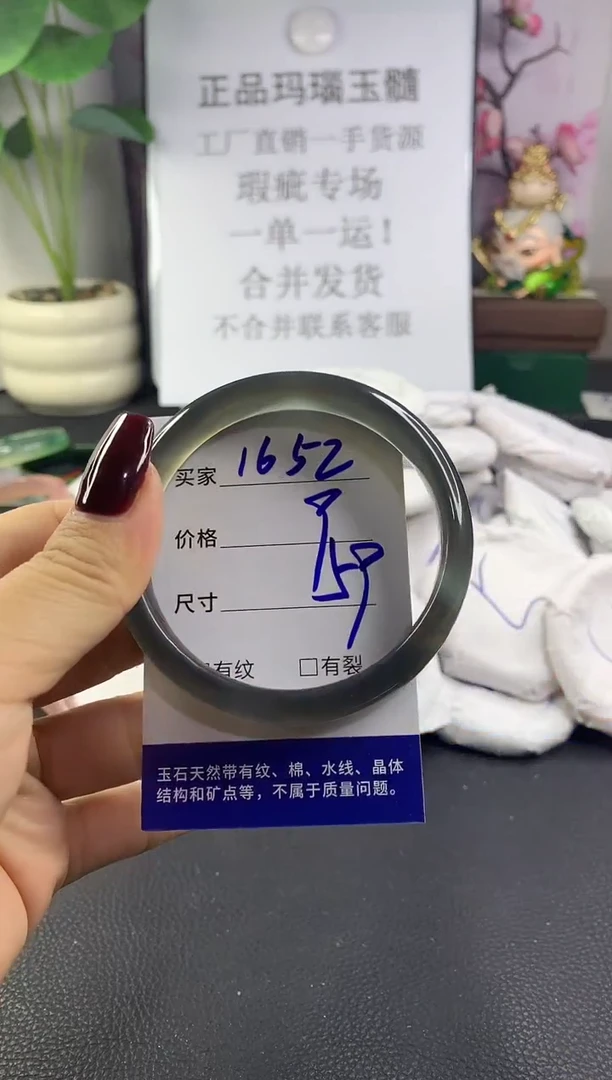 正品玛瑙玉髓
工厂直销一手货源
瑕疵专场
一单一运!
合并发货
不合并联系客服
买家 1652
价格 9
尺寸 59
有纹 □有裂
玉石天然带有纹、棉、水线、晶体
结构和矿点等，不属于质量问题。